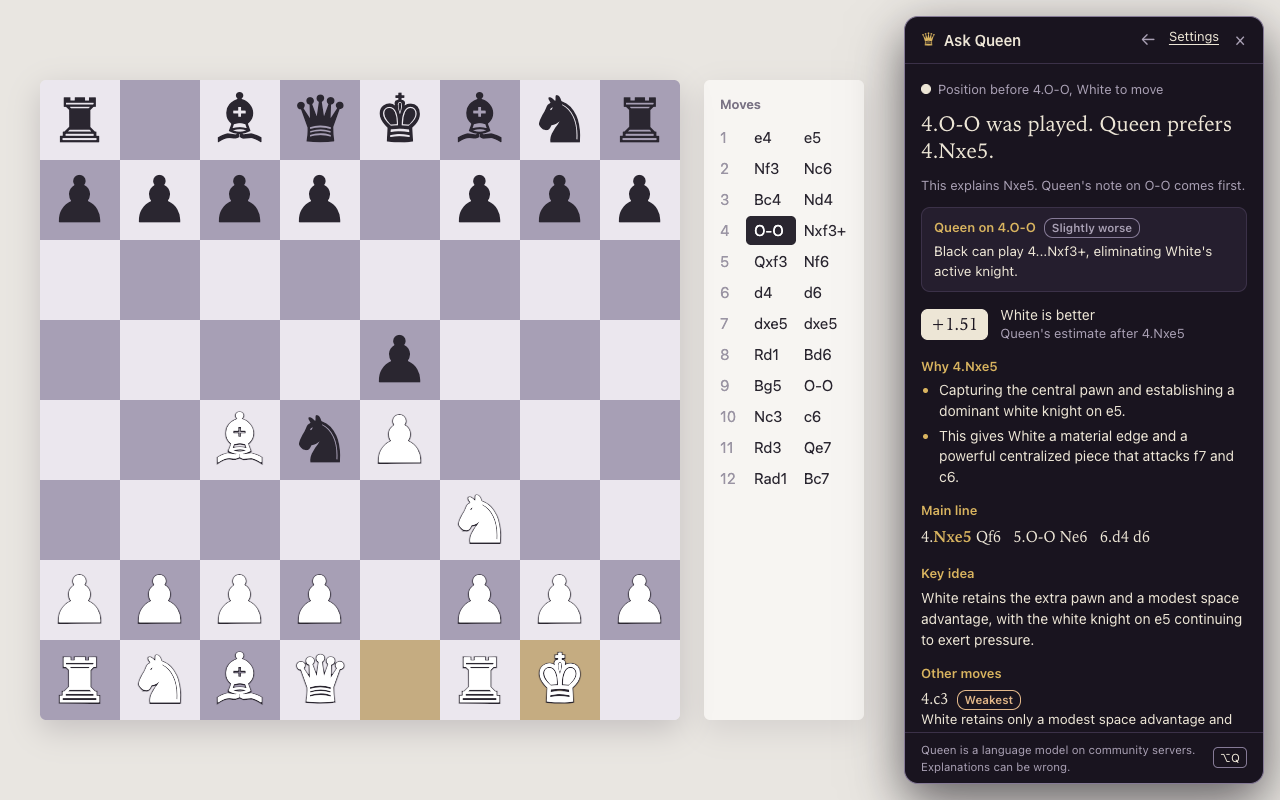 Moves
1 e4 e5
2 Nf3 Nc6
3 Bc4 Nd4
4 O-O Nxf3+
5 Qxf3 Nf6
6 d4 d6
7 dxe5 dxe5
8 Rd1 Bd6
9 Bg5 O-O
10 Nc3 c6
11 Rd3 Qe7
12 Rad1 Bc7
Ask Queen
Settings
Position before 4.O-O, White to move
4.O-O was played. Queen prefers
4.Nxe5.
This explains Nxe5. Queen's note on O-O comes first.
Queen on 4.O-O Slightly worse
Black can play 4...Nxf3+, eliminating White's
active knight.
+1.51
White is better
Queen's estimate after 4.Nxe5
Why 4.Nxe5
Capturing the central pawn and establishing a
dominant white knight on e5.
This gives White a material edge and a
powerful centralized piece that attacks f7 and
c6.
Main line
4.Nxe5 Qf6 5.O-O Ne6 6.d4 d6
Key idea
White retains the extra pawn and a modest space
advantage, with the white knight on e5 continuing
to exert pressure.
Other moves
4.c3 Weakest
White retains only a modest space advantage and
Queen is a language model on community servers.
Explanations can be wrong.
⌥Q